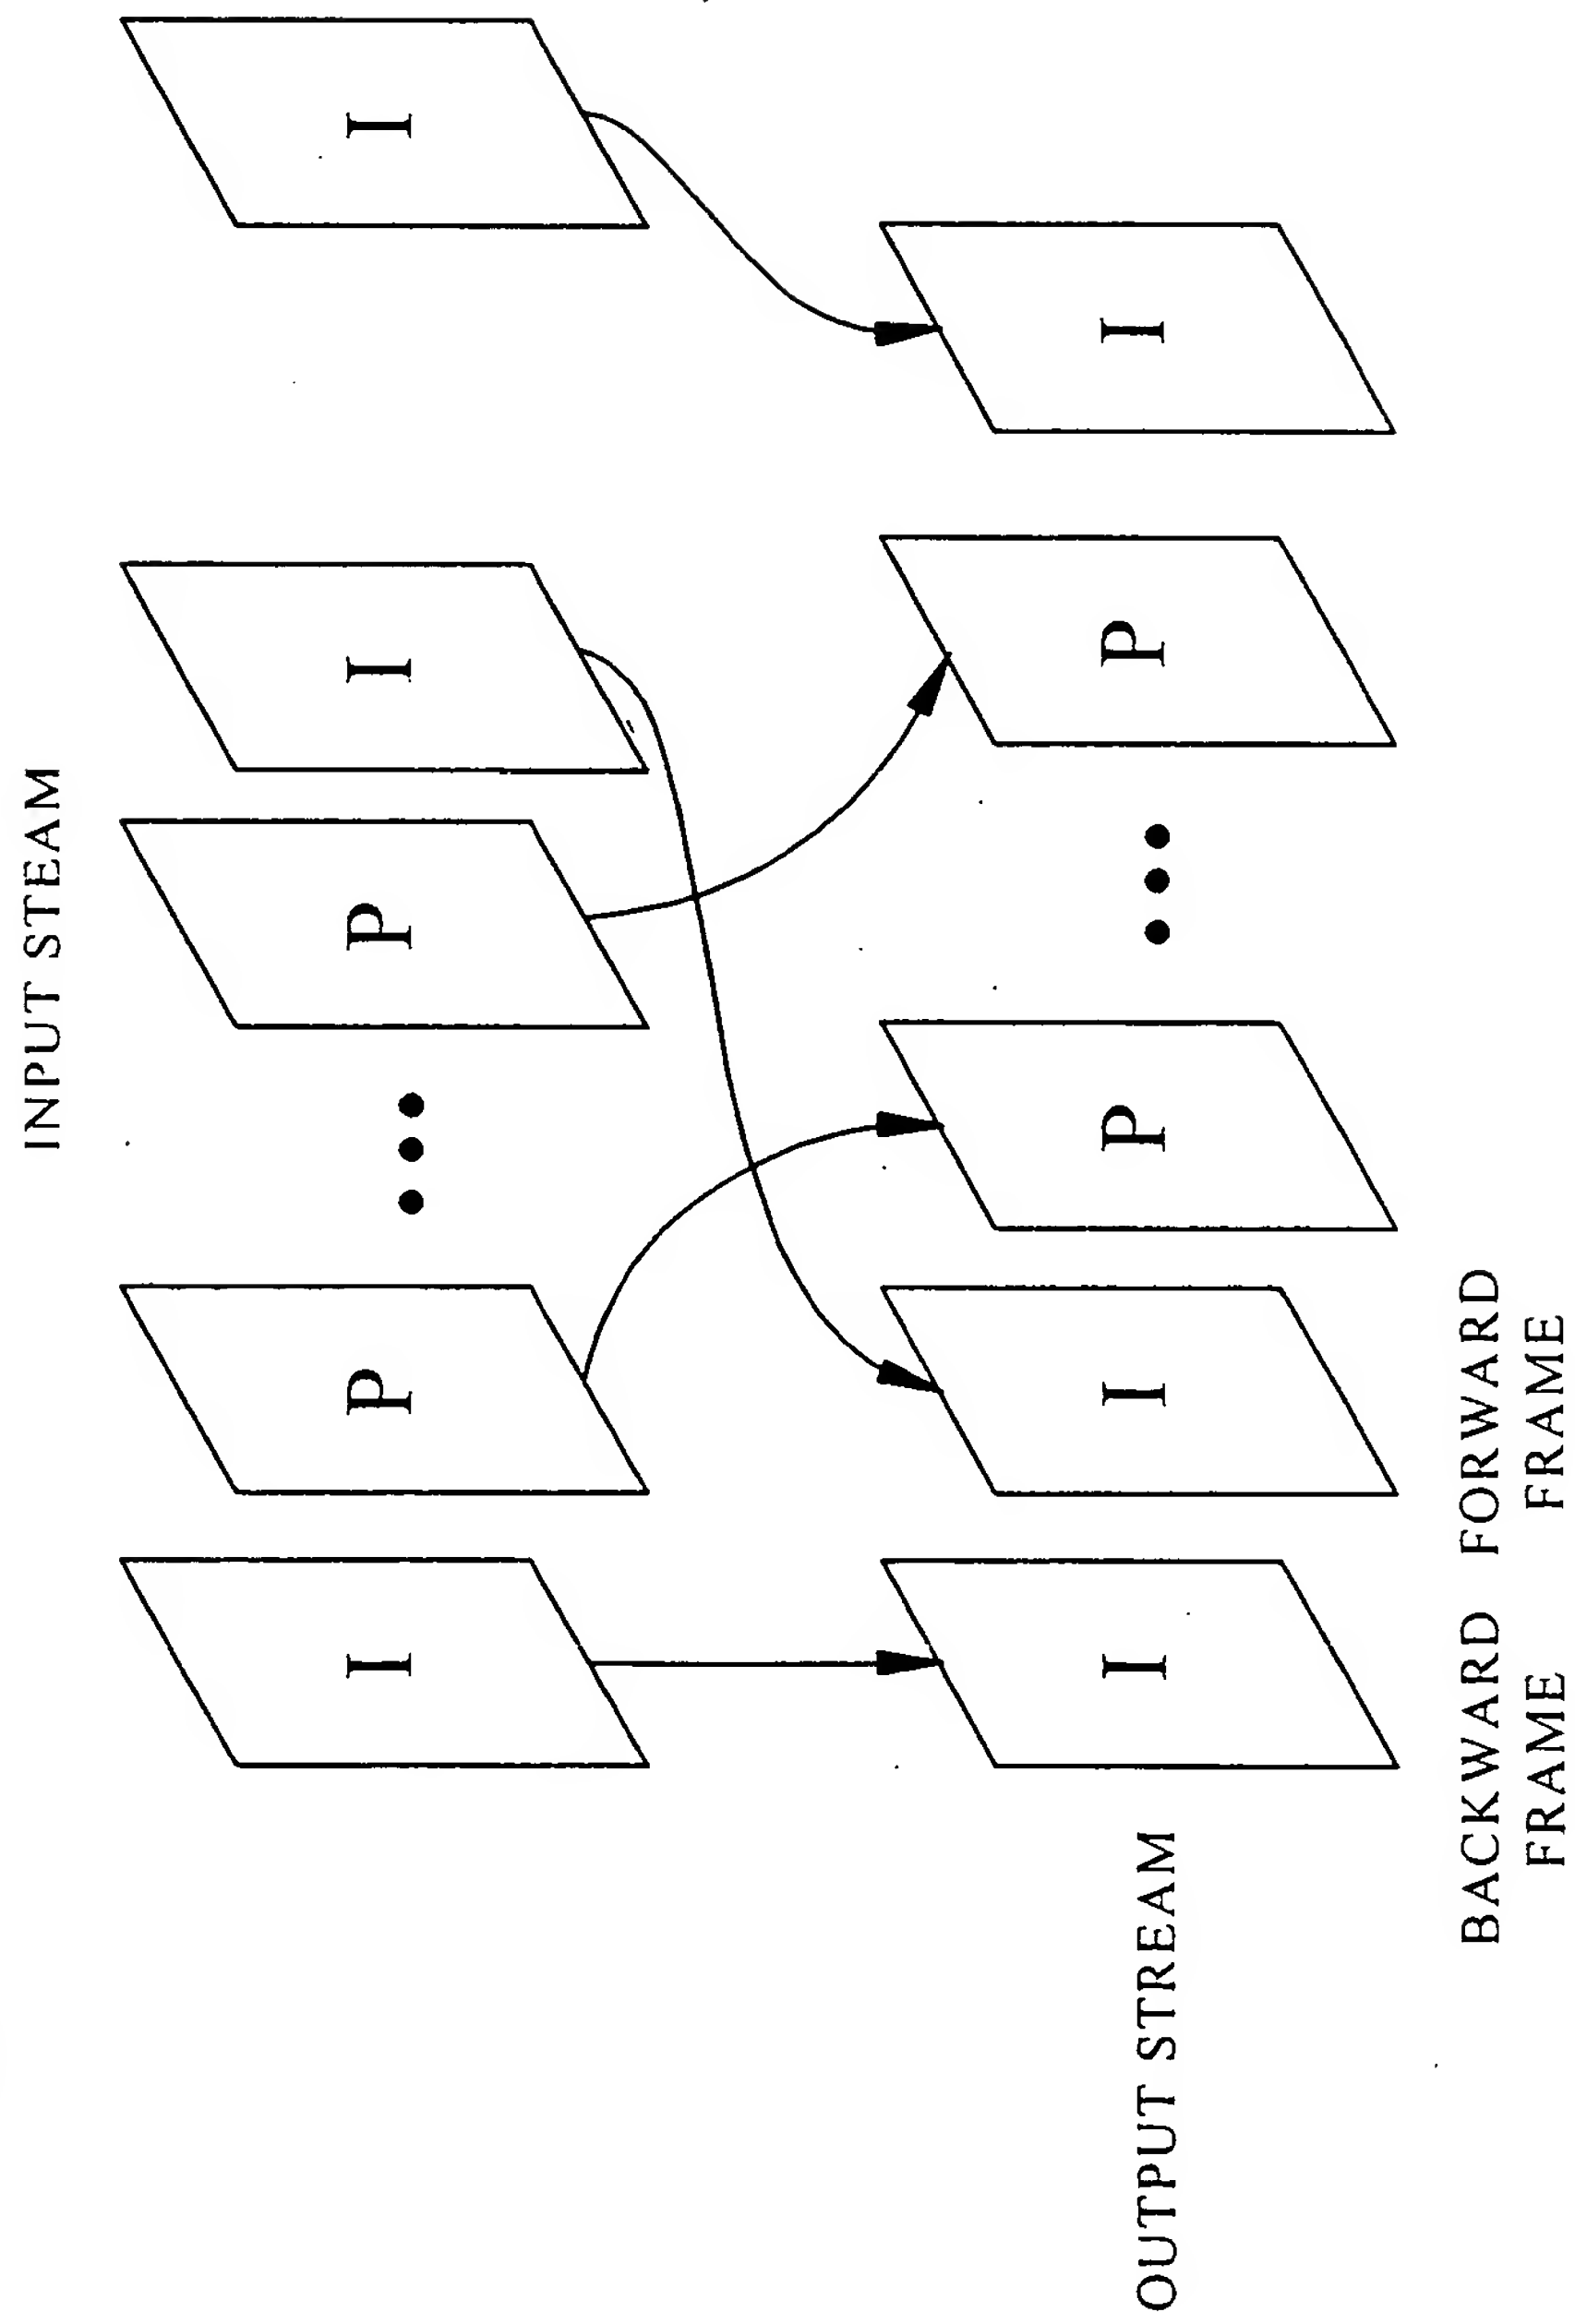 INPUT STEAM
I P ••• P I I
OUTPUT STREAM I I P ••• P I
BACKWARD FORWARD
FRAME FRAME